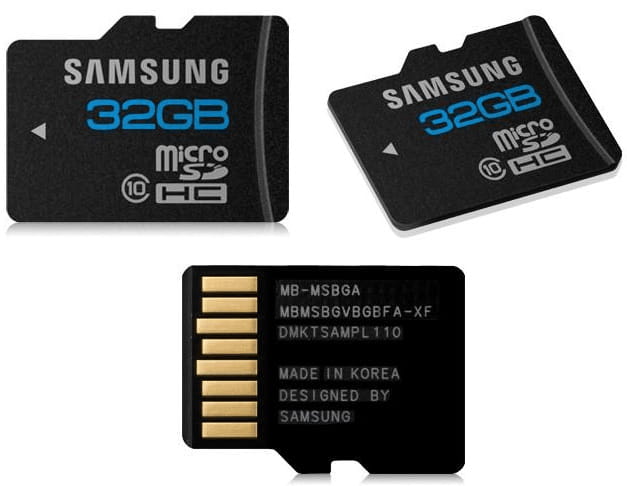 SAMSUNG
32GB
micro
SD
10 HC
SAMSUNG
32GB
micro
SD
10 HC
MB-MSBGA
MBMSBGVBGBFA-XF
DMKTSAMPL110
MADE IN KOREA
DESIGNED BY
SAMSUNG